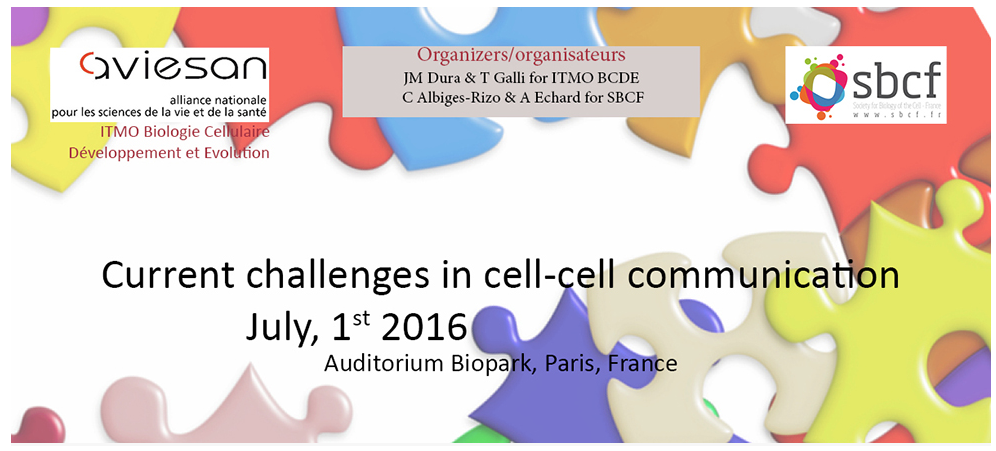 aviesan
alliance nationale
pour les sciences de la vie et de la santé
ITMO Biologie Cellulaire
Développement et Evolution
Organizers/organisateurs
JM Dura & T Galli for ITMO BCDE
C Albiges-Rizo & A Echard for SBCF
sbcf
Society for Biology of the Cell - France
www.sbcf.fr
Current challenges in cell-cell communication
July, 1st 2016
Auditorium Biopark, Paris, France